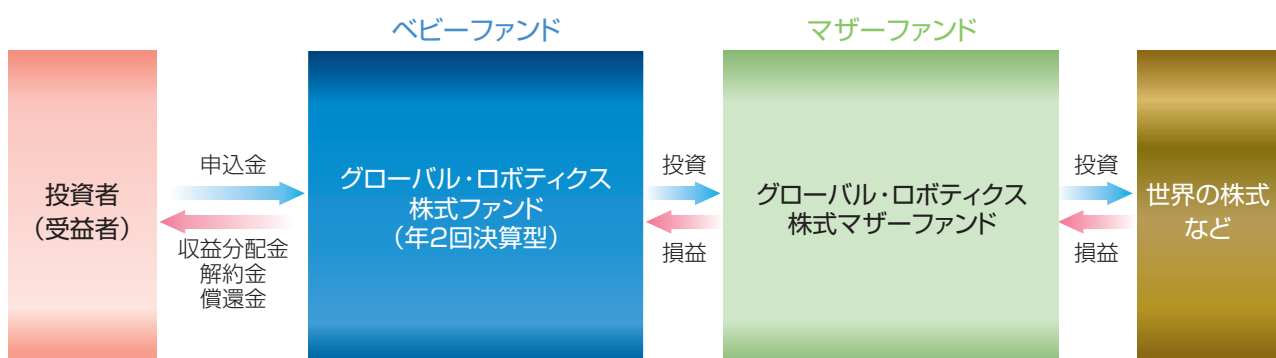 ベビーファンド
マザーファンド
投資者
（受益者）
申込金
収益分配金
解約金
償還金
グローバル・ロボティクス
株式ファンド
（年2回決算型）
投資
損益
グローバル・ロボティクス
株式マザーファンド
投資
損益
世界の株式
など